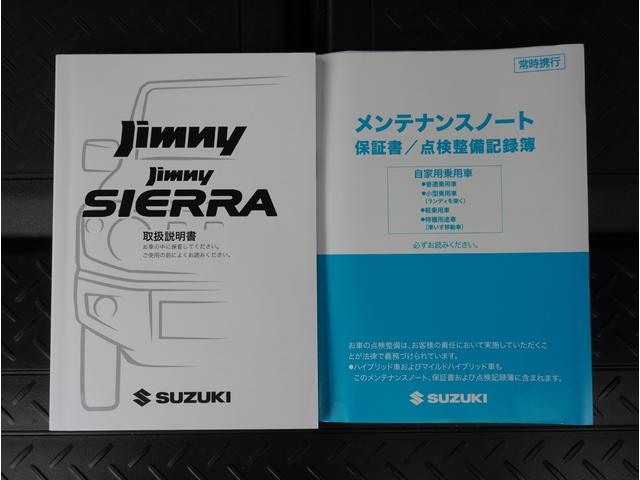 Jimny
Jimny
SIERRA
取扱説明書
お車の中に保管してください。
ご使用の前によくお読みください。
SUZUKI
常時携行
メンテナンスノート
保証書/点検整備記録簿
自家用乗用車
●普通乗用車
●小型乗用車
(ランディを除く)
●軽乗用車
●特種用途車
(車いす移動車)
必ずお読みください。
お車の点検整備は、お客様の責任において実施していただくこ
とが法律で義務づけられています。
●ハイブリッド車およびマイルドハイブリッド車も
このメンテナンスノート、保証書および点検記録簿に含まれます。
SUZUKI